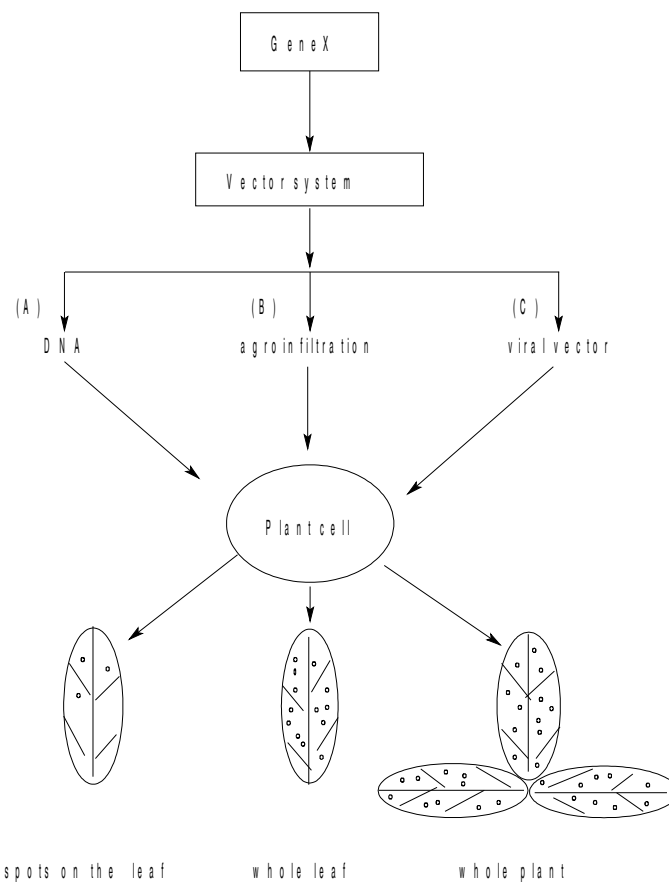 GeneX
Vector system
(A) (B) (C)
DNA agroinfiltration viral vector
Plant cell
spots on the leaf whole leaf whole plant